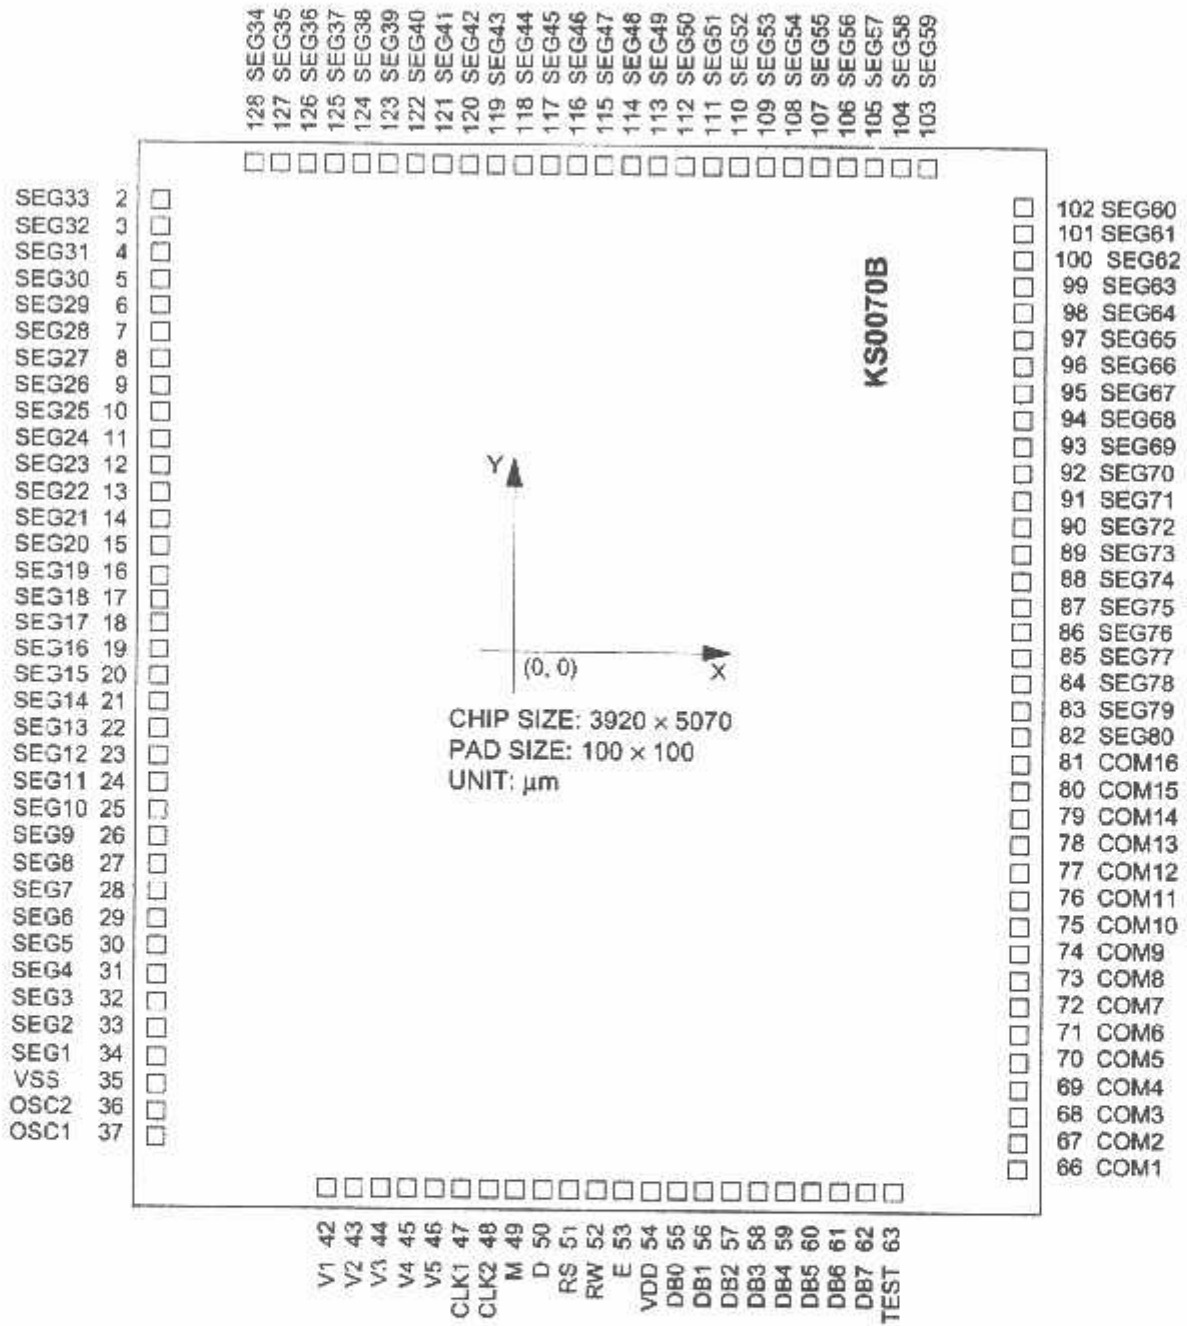 128 SEG34
127 SEG35
126 SEG36
125 SEG37
124 SEG38
123 SEG39
122 SEG40
121 SEG41
120 SEG42
119 SEG43
118 SEG44
117 SEG45
116 SEG46
115 SEG47
114 SEG48
113 SEG49
112 SEG50
111 SEG51
110 SEG52
109 SEG53
108 SEG54
107 SEG55
106 SEG56
105 SEG57
104 SEG58
103 SEG59
SEG33 2
SEG32 3
SEG31 4
SEG30 5
SEG29 6
SEG28 7
SEG27 8
SEG26 9
SEG25 10
SEG24 11
SEG23 12
SEG22 13
SEG21 14
SEG20 15
SEG19 16
SEG18 17
SEG17 18
SEG16 19
SEG15 20
SEG14 21
SEG13 22
SEG12 23
SEG11 24
SEG10 25
SEG9 26
SEG8 27
SEG7 28
SEG6 29
SEG5 30
SEG4 31
SEG3 32
SEG2 33
SEG1 34
VSS 35
OSC2 36
OSC1 37
KS0070B
Y
(0, 0)
X
CHIP SIZE: 3920 × 5070
PAD SIZE: 100 × 100
UNIT: µm
102 SEG60
101 SEG61
100 SEG62
99 SEG63
98 SEG64
97 SEG65
96 SEG66
95 SEG67
94 SEG68
93 SEG69
92 SEG70
91 SEG71
90 SEG72
89 SEG73
88 SEG74
87 SEG75
86 SEG76
85 SEG77
84 SEG78
83 SEG79
82 SEG80
81 COM16
80 COM15
79 COM14
78 COM13
77 COM12
76 COM11
75 COM10
74 COM9
73 COM8
72 COM7
71 COM6
70 COM5
69 COM4
68 COM3
67 COM2
66 COM1
V1 42
V2 43
V3 44
V4 45
V5 46
CLK1 47
CLK2 48
M 49
D 50
RS 51
RW 52
E 53
VDD 54
DB0 55
DB1 56
DB2 57
DB3 58
DB4 59
DB5 60
DB6 61
DB7 62
TEST 63